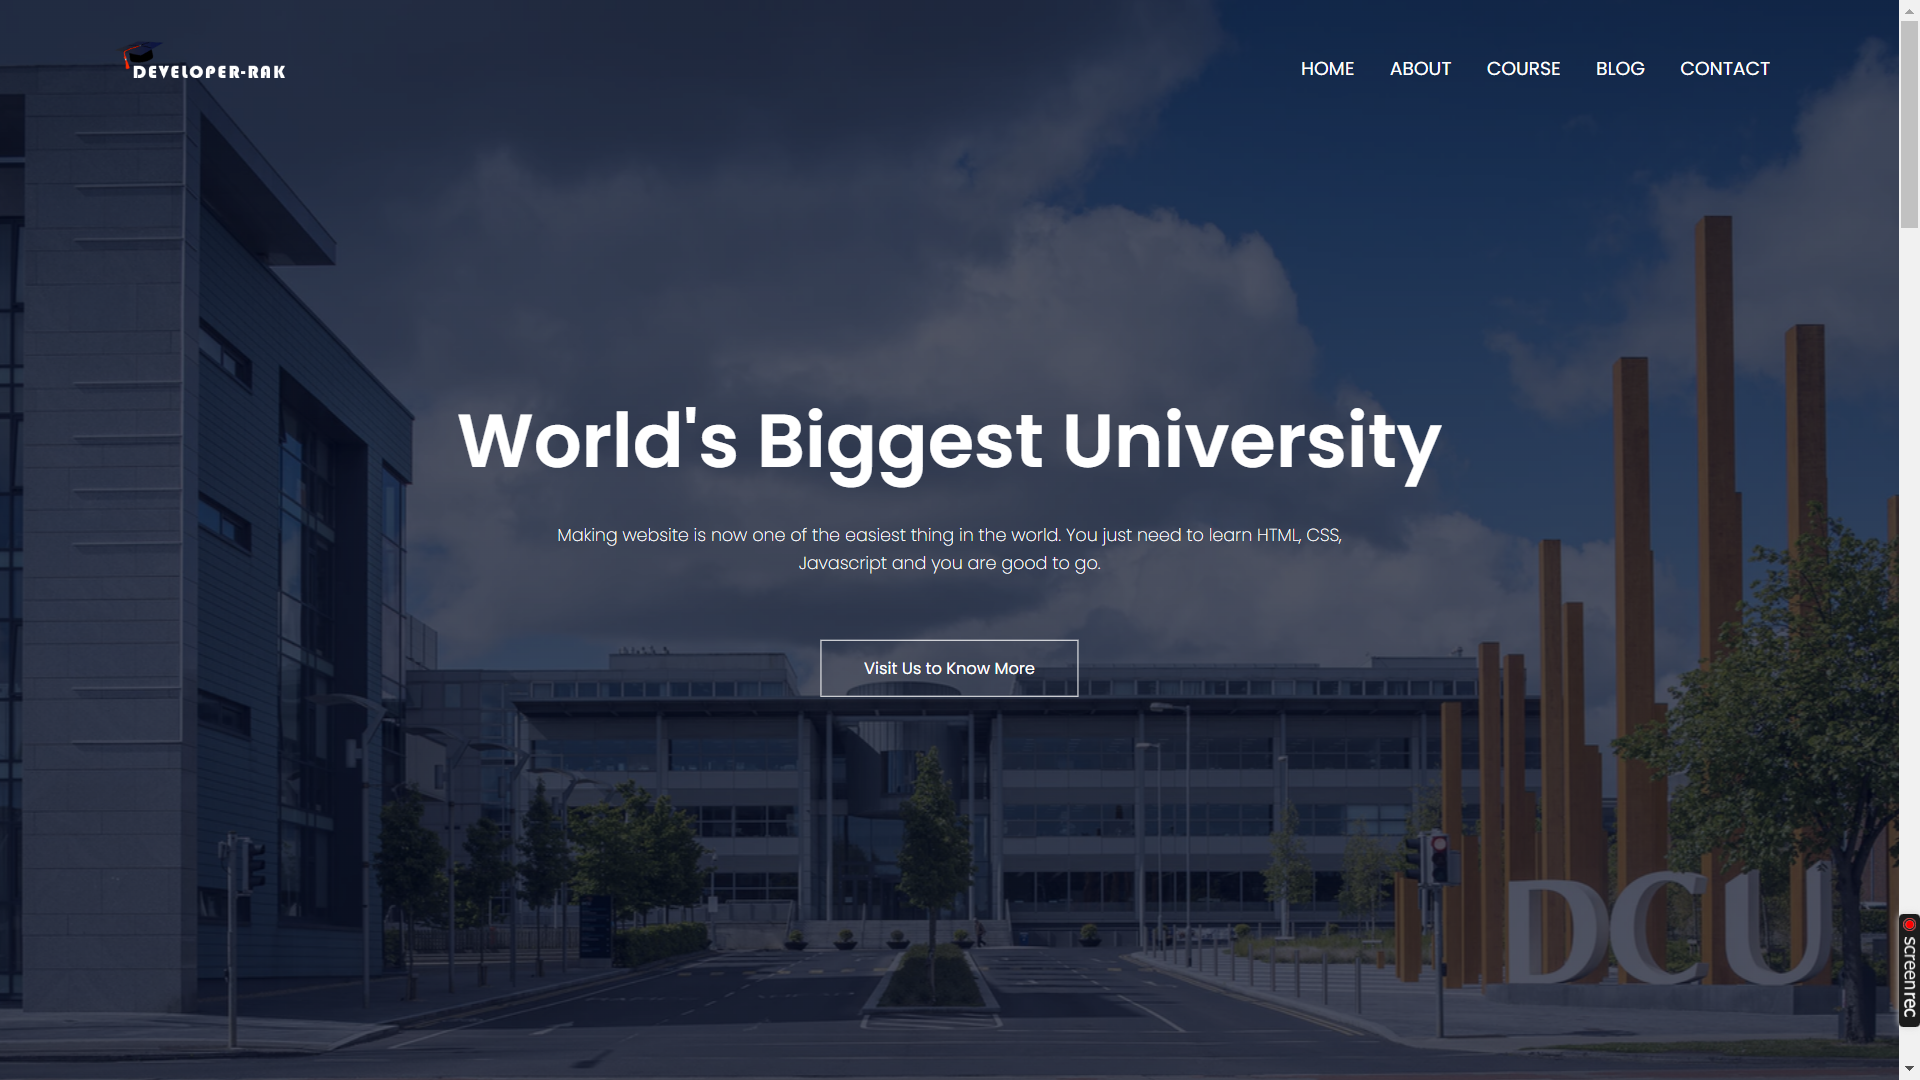 DEVELOPER-RAK
HOME ABOUT COURSE BLOG CONTACT
World's Biggest University
Making website is now one of the easiest thing in the world. You just need to learn HTML, CSS,
Javascript and you are good to go.
Visit Us to Know More
DCU
screenrec